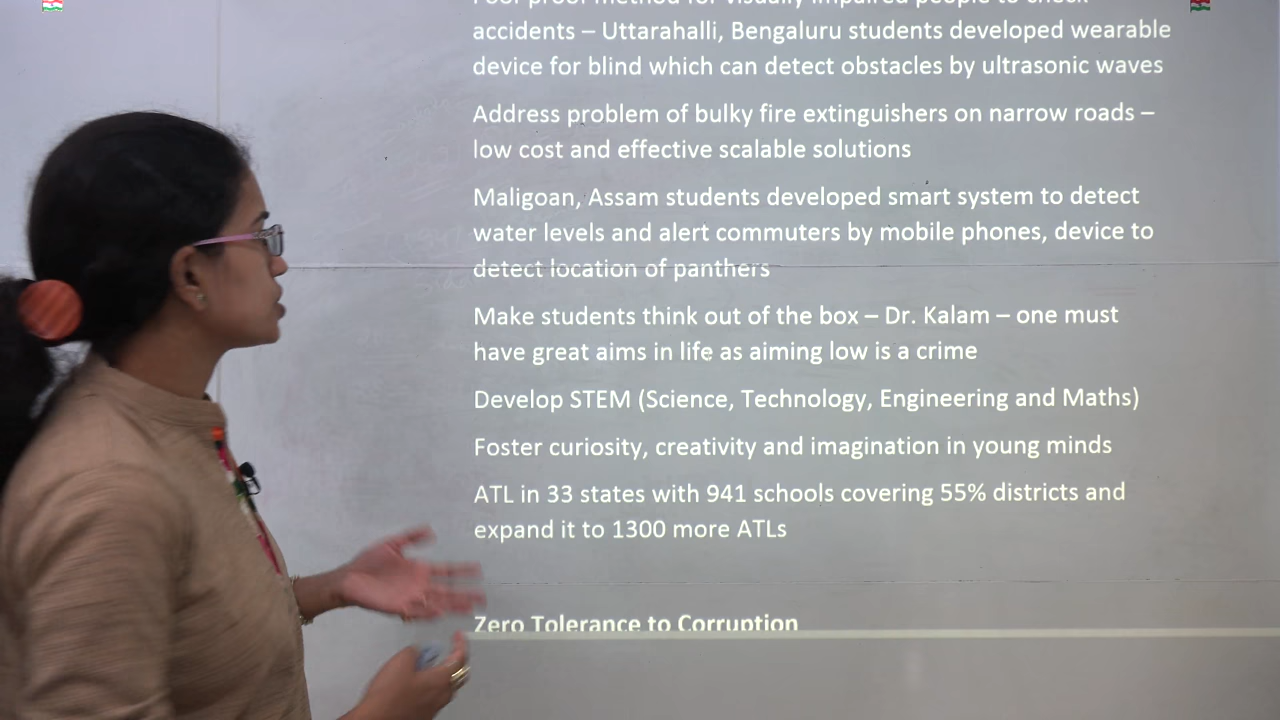 Fool proof method for visually impaired people to check
accidents – Uttarahalli, Bengaluru students developed wearable
device for blind which can detect obstacles by ultrasonic waves
Address problem of bulky fire extinguishers on narrow roads –
low cost and effective scalable solutions
Maligoan, Assam students developed smart system to detect
water levels and alert commuters by mobile phones, device to
detect location of panthers
Make students think out of the box – Dr. Kalam – one must
have great aims in life as aiming low is a crime
Develop STEM (Science, Technology, Engineering and Maths)
Foster curiosity, creativity and imagination in young minds
ATL in 33 states with 941 schools covering 55% districts and
expand it to 1300 more ATLs
Zero Tolerance to Corruption